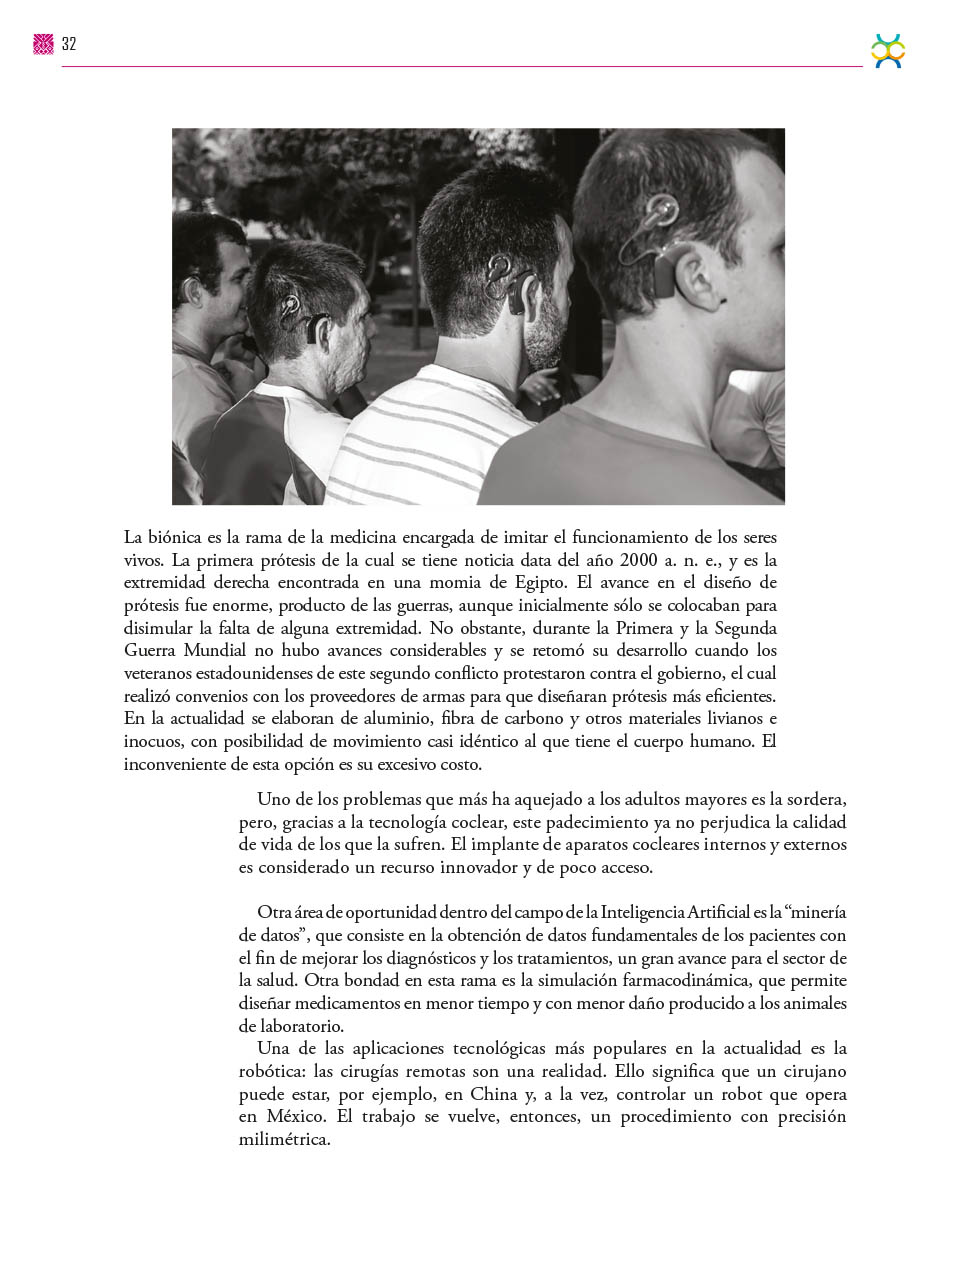 32
La biónica es la rama de la medicina encargada de imitar el funcionamiento de los seres
vivos. La primera prótesis de la cual se tiene noticia data del año 2000 a. n. e., y es la
extremidad derecha encontrada en una momia de Egipto. El avance en el diseño de
prótesis fue enorme, producto de las guerras, aunque inicialmente sólo se colocaban para
disimular la falta de alguna extremidad. No obstante, durante la Primera y la Segunda
Guerra Mundial no hubo avances considerables y se retomó su desarrollo cuando los
veteranos estadounidenses de este segundo conflicto protestaron contra el gobierno, el cual
realizó convenios con los proveedores de armas para que diseñaran prótesis más eficientes.
En la actualidad se elaboran de aluminio, fibra de carbono y otros materiales livianos e
inocuos, con posibilidad de movimiento casi idéntico al que tiene el cuerpo humano. El
inconveniente de esta opción es su excesivo costo.
Uno de los problemas que más ha aquejado a los adultos mayores es la sordera,
pero, gracias a la tecnología coclear, este padecimiento ya no perjudica la calidad
de vida de los que la sufren. El implante de aparatos cocleares internos y externos
es considerado un recurso innovador y de poco acceso.
Otra área de oportunidad dentro del campo de la Inteligencia Artificial es la “minería
de datos”, que consiste en la obtención de datos fundamentales de los pacientes con
el fin de mejorar los diagnósticos y los tratamientos, un gran avance para el sector de
la salud. Otra bondad en esta rama es la simulación farmacodinámica, que permite
diseñar medicamentos en menor tiempo y con menor daño producido a los animales
de laboratorio.
Una de las aplicaciones tecnológicas más populares en la actualidad es la
robótica: las cirugías remotas son una realidad. Ello significa que un cirujano
puede estar, por ejemplo, en China y, a la vez, controlar un robot que opera
en México. El trabajo se vuelve, entonces, un procedimiento con precisión
milimétrica.